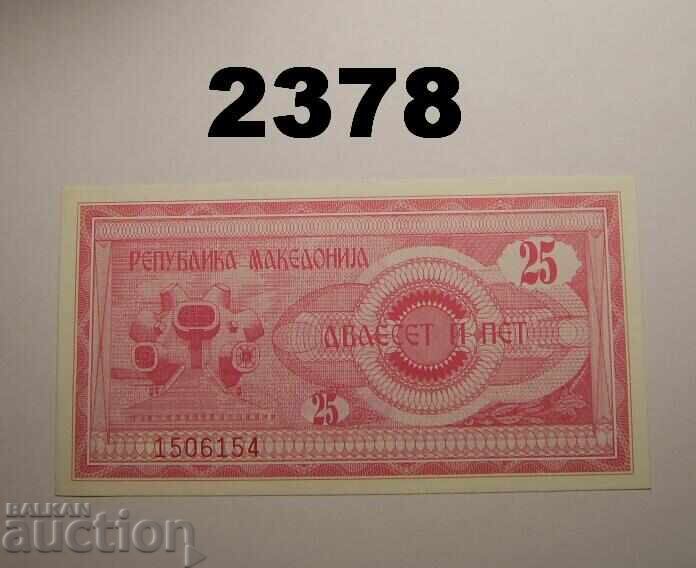 2378
РЕПУБЛИКА МАКЕДОНИЈА
25
ДВАЕСЕТ И ПЕТ
25
1506154
BALKAN
auction